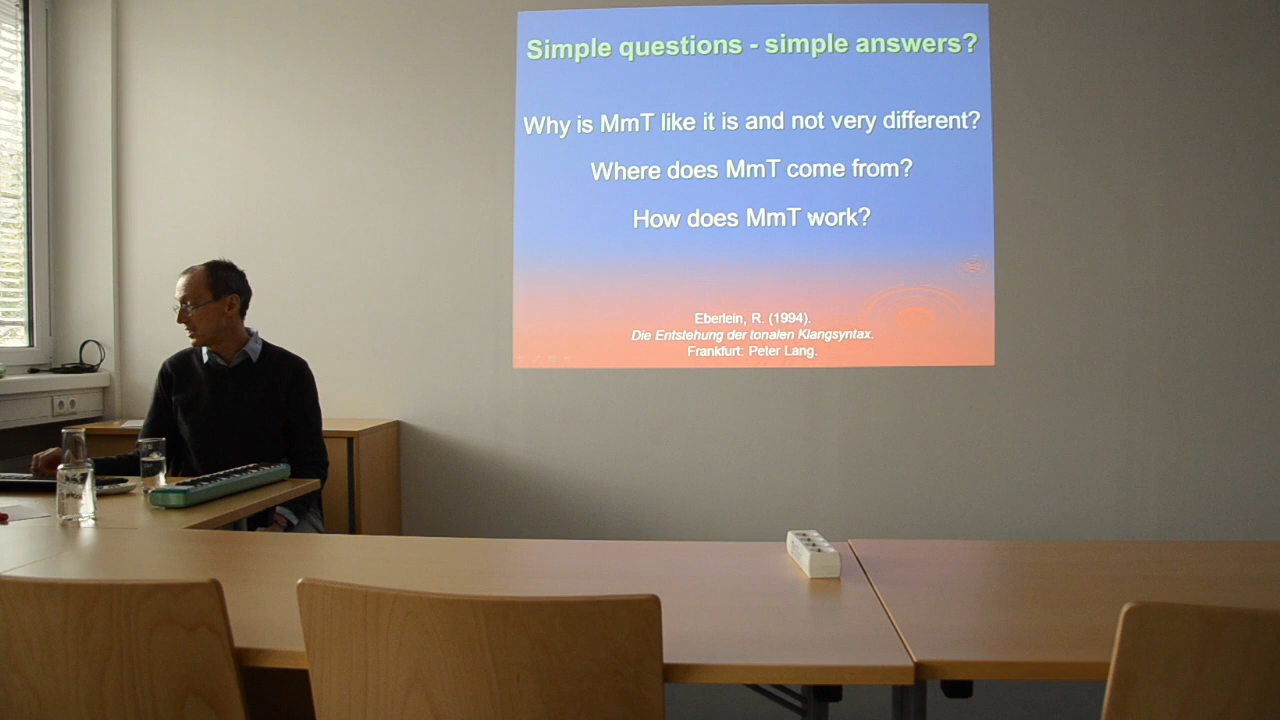 Simple questions - simple answers?
Why is MmT like it is and not very different?
Where does MmT come from?
How does MmT work?
Eberlein, R. (1994).
Die Entstehung der tonalen Klangsyntax.
Frankfurt: Peter Lang.